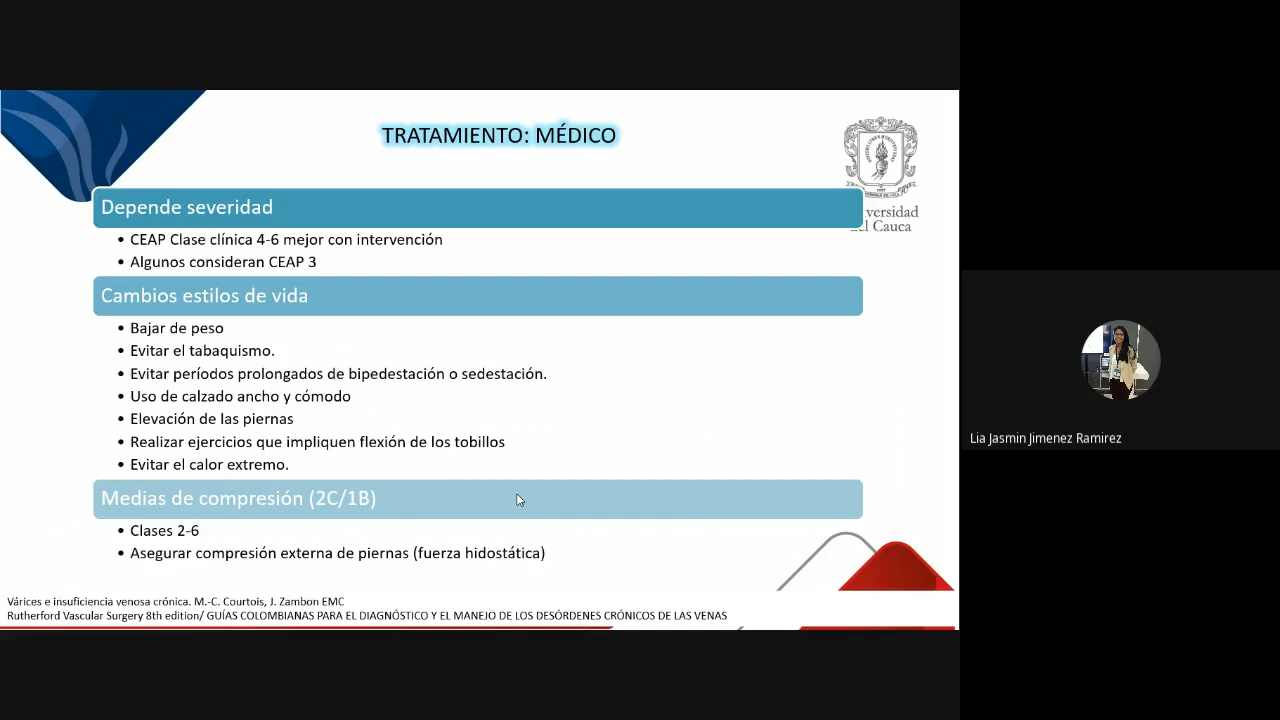 TRATAMIENTO: MÉDICO
Depende severidad
versidad
del Cauca
• CEAP Clase clínica 4-6 mejor con intervención
• Algunos consideran CEAP 3
Cambios estilos de vida
• Bajar de peso
• Evitar el tabaquismo.
• Evitar períodos prolongados de bipedestación o sedestación.
• Uso de calzado ancho y cómodo
• Elevación de las piernas
• Realizar ejercicios que impliquen flexión de los tobillos
• Evitar el calor extremo.
Lia Jasmin Jimenez Ramirez
Medias de compresión (2C/1B)
• Clases 2-6
• Asegurar compresión externa de piernas (fuerza hidostática)
Várices e insuficiencia venosa crónica. M.-C. Courtois, J. Zambon EMC
Rutherford Vascular Surgery 8th edition/ GUÍAS COLOMBIANAS PARA EL DIAGNÓSTICO Y EL MANEJO DE LOS DESÓRDENES CRÓNICOS DE LAS VENAS